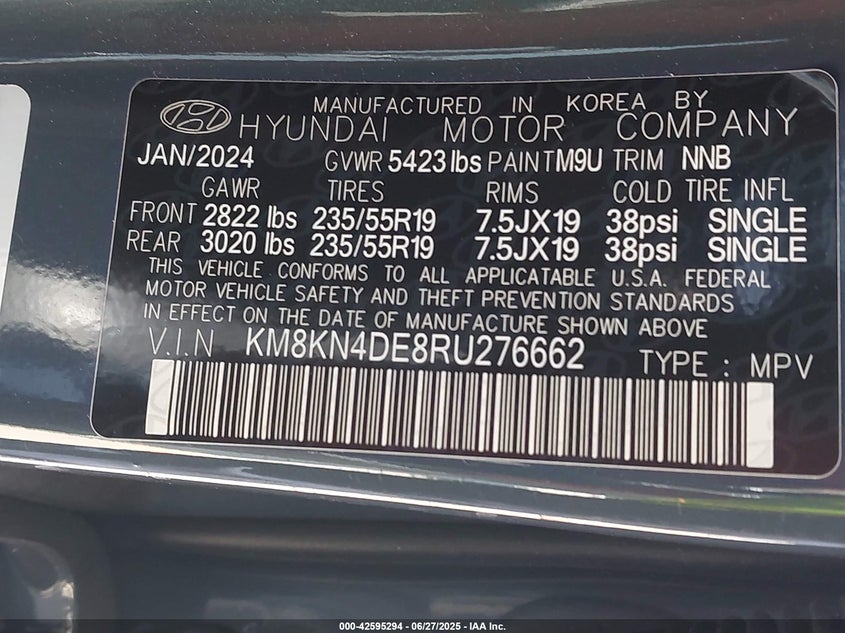 MANUFACTURED IN KOREA BY
HYUNDAI MOTOR COMPANY
JAN/2024 GVWR 5423 lbs PAINT M9U TRIM NNB
GAWR TIRES RIMS COLD TIRE INFL
FRONT 2822 lbs 235/55R19 7.5JX19 38psi SINGLE
REAR 3020 lbs 235/55R19 7.5JX19 38psi SINGLE
THIS VEHICLE CONFORMS TO ALL APPLICATABLE U.S.A. FEDERAL
MOTOR VEHICLE SAFETY AND THEFT PREVENTION STANDARDS
IN EFFECT ON THE DATE OF MANUFACTURE SHOWN ABOVE.
V.I.N KM8KN4DE8RU276662 TYPE : MPV
000-42595294 - 06/27/2025 - IAA Inc.